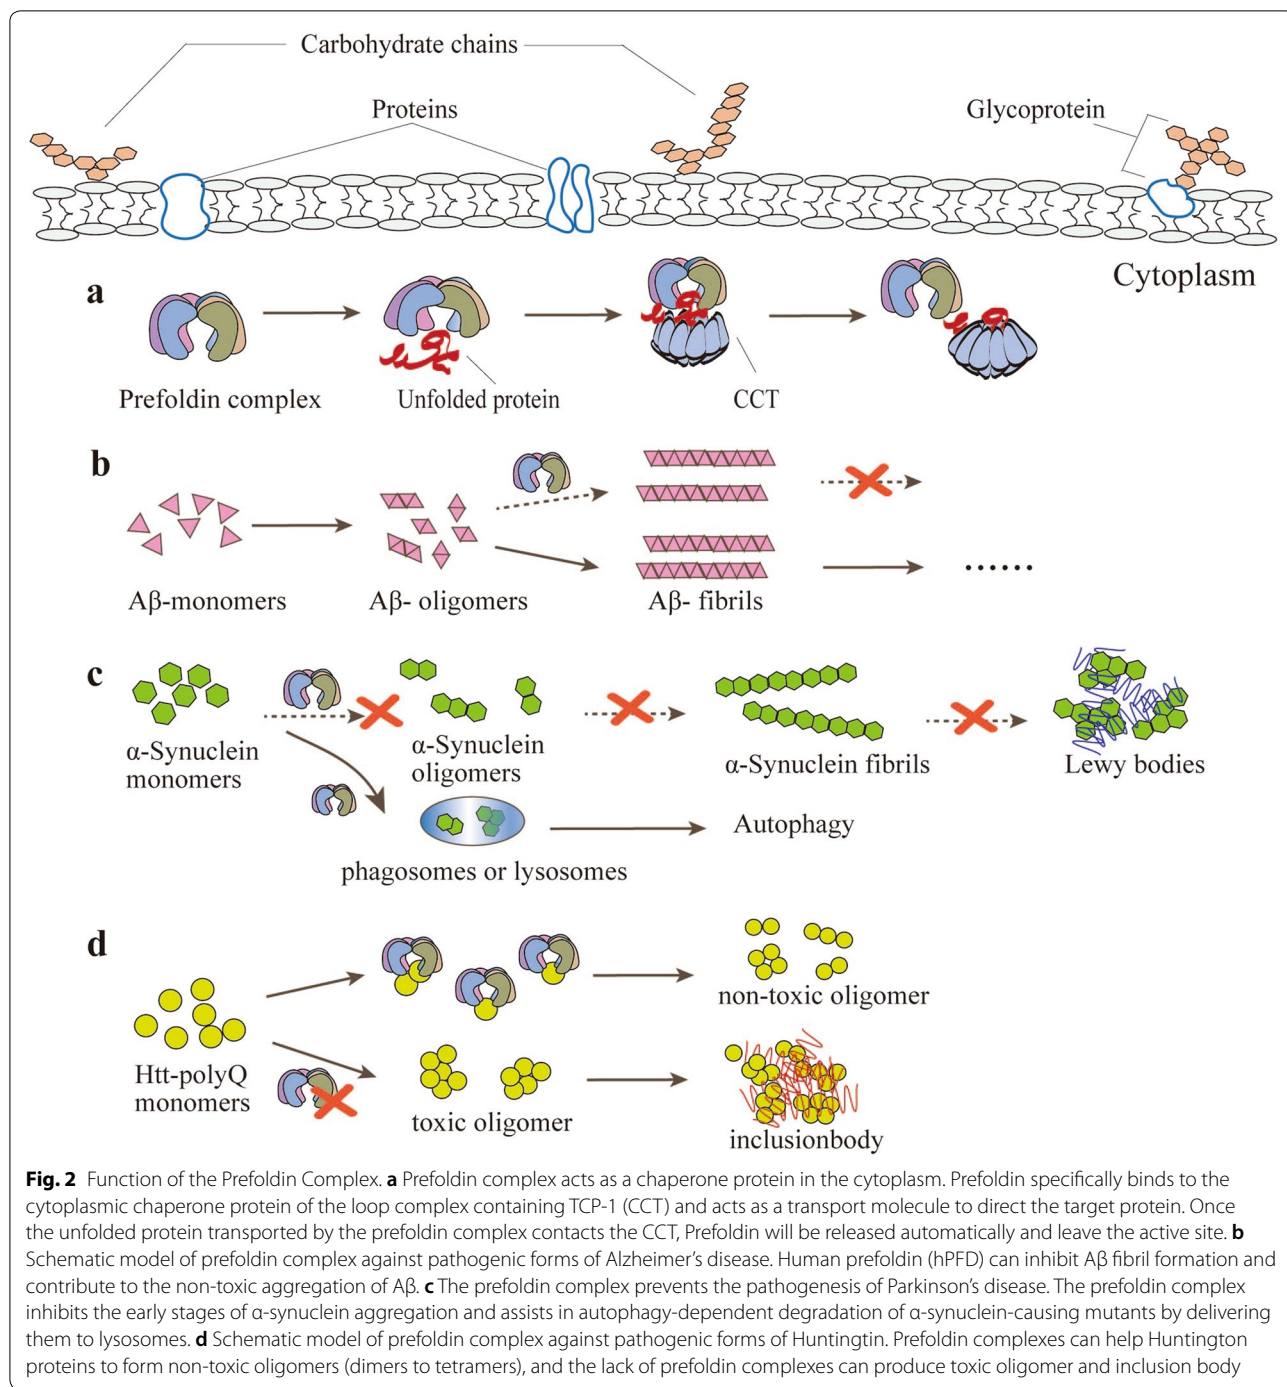 Carbohydrate chains
Proteins
Glycoprotein
Cytoplasm
a
Prefoldin complex
Unfolded protein
CCT
b
Aβ-monomers
Aβ- oligomers
Aβ- fibrils
......
c
α-Synuclein
monomers
α-Synuclein
oligomers
α-Synuclein fibrils
Lewy bodies
phagosomes or lysosomes
Autophagy
d
Htt-polyQ
monomers
non-toxic oligomer
toxic oligomer
inclusionbody
Fig. 2 Function of the Prefoldin Complex. a Prefoldin complex acts as a chaperone protein in the cytoplasm. Prefoldin specifically binds to the
cytoplasmic chaperone protein of the loop complex containing TCP-1 (CCT) and acts as a transport molecule to direct the target protein. Once
the unfolded protein transported by the prefoldin complex contacts the CCT, Prefoldin will be released automatically and leave the active site. b
Schematic model of prefoldin complex against pathogenic forms of Alzheimer's disease. Human prefoldin (hPFD) can inhibit Aβ fibril formation and
contribute to the non-toxic aggregation of Aβ. c The prefoldin complex prevents the pathogenesis of Parkinson's disease. The prefoldin complex
inhibits the early stages of α-synuclein aggregation and assists in autophagy-dependent degradation of α-synuclein-causing mutants by delivering
them to lysosomes. d Schematic model of prefoldin complex against pathogenic forms of Huntingtin. Prefoldin complexes can help Huntington
proteins to form non-toxic oligomers (dimers to tetramers), and the lack of prefoldin complexes can produce toxic oligomer and inclusion body